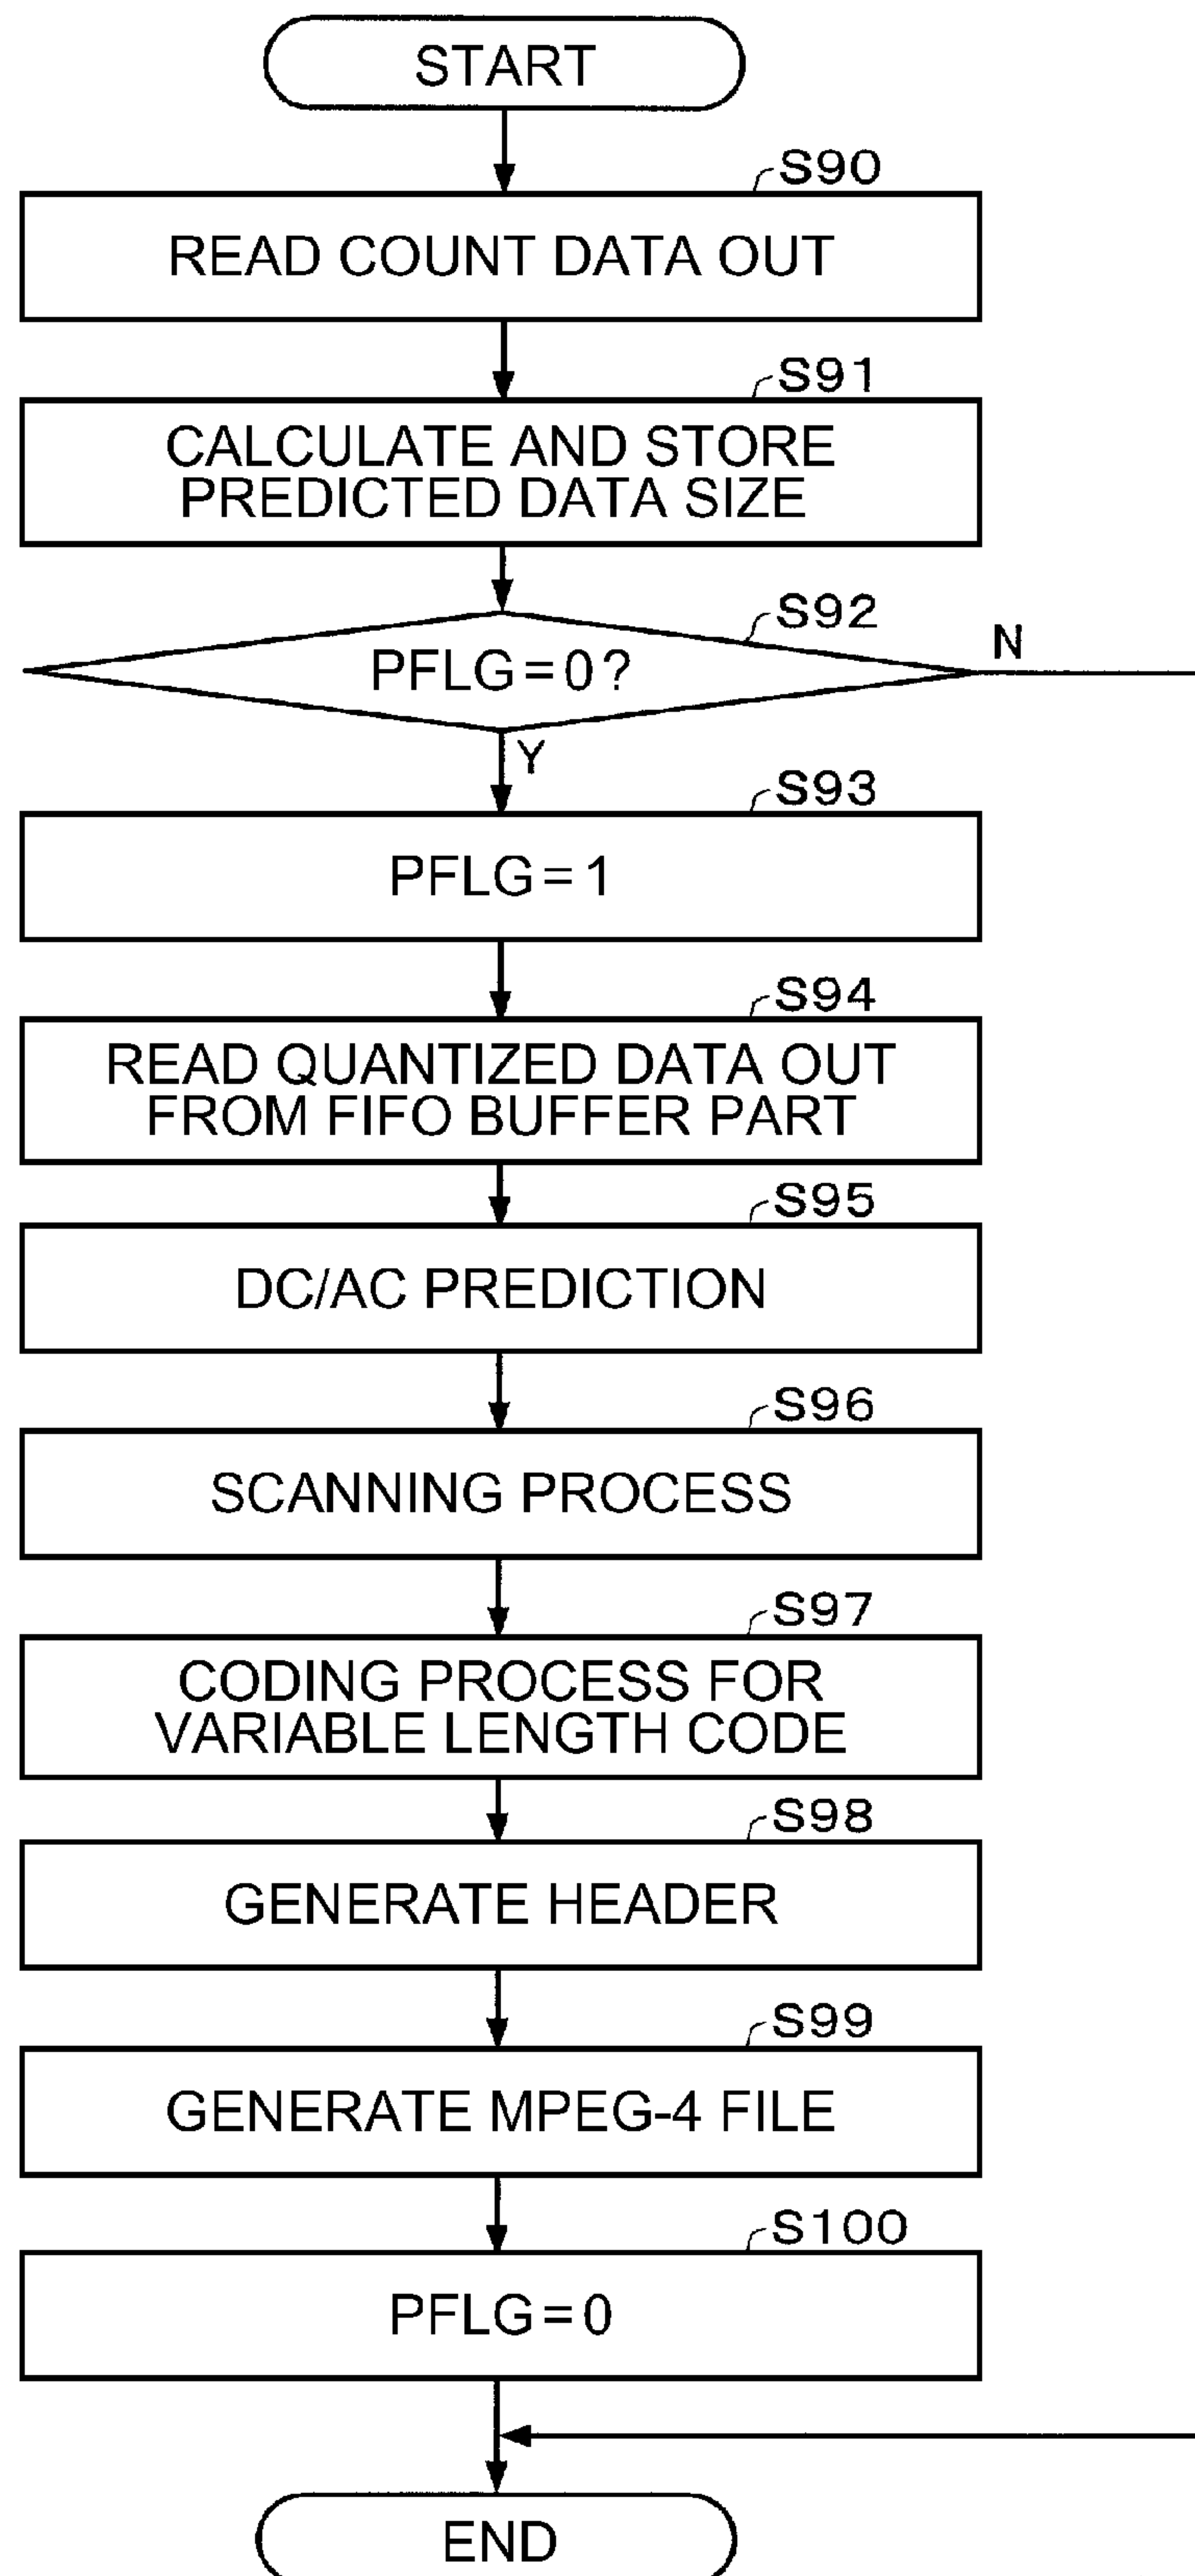 START
S90
READ COUNT DATA OUT
S91
CALCULATE AND STORE
PREDICTED DATA SIZE
S92
PFLG=0?
N
Y
S93
PFLG=1
S94
READ QUANTIZED DATA OUT
FROM FIFO BUFFER PART
S95
DC/AC PREDICTION
S96
SCANNING PROCESS
S97
CODING PROCESS FOR
VARIABLE LENGTH CODE
S98
GENERATE HEADER
S99
GENERATE MPEG-4 FILE
S100
PFLG=0
END